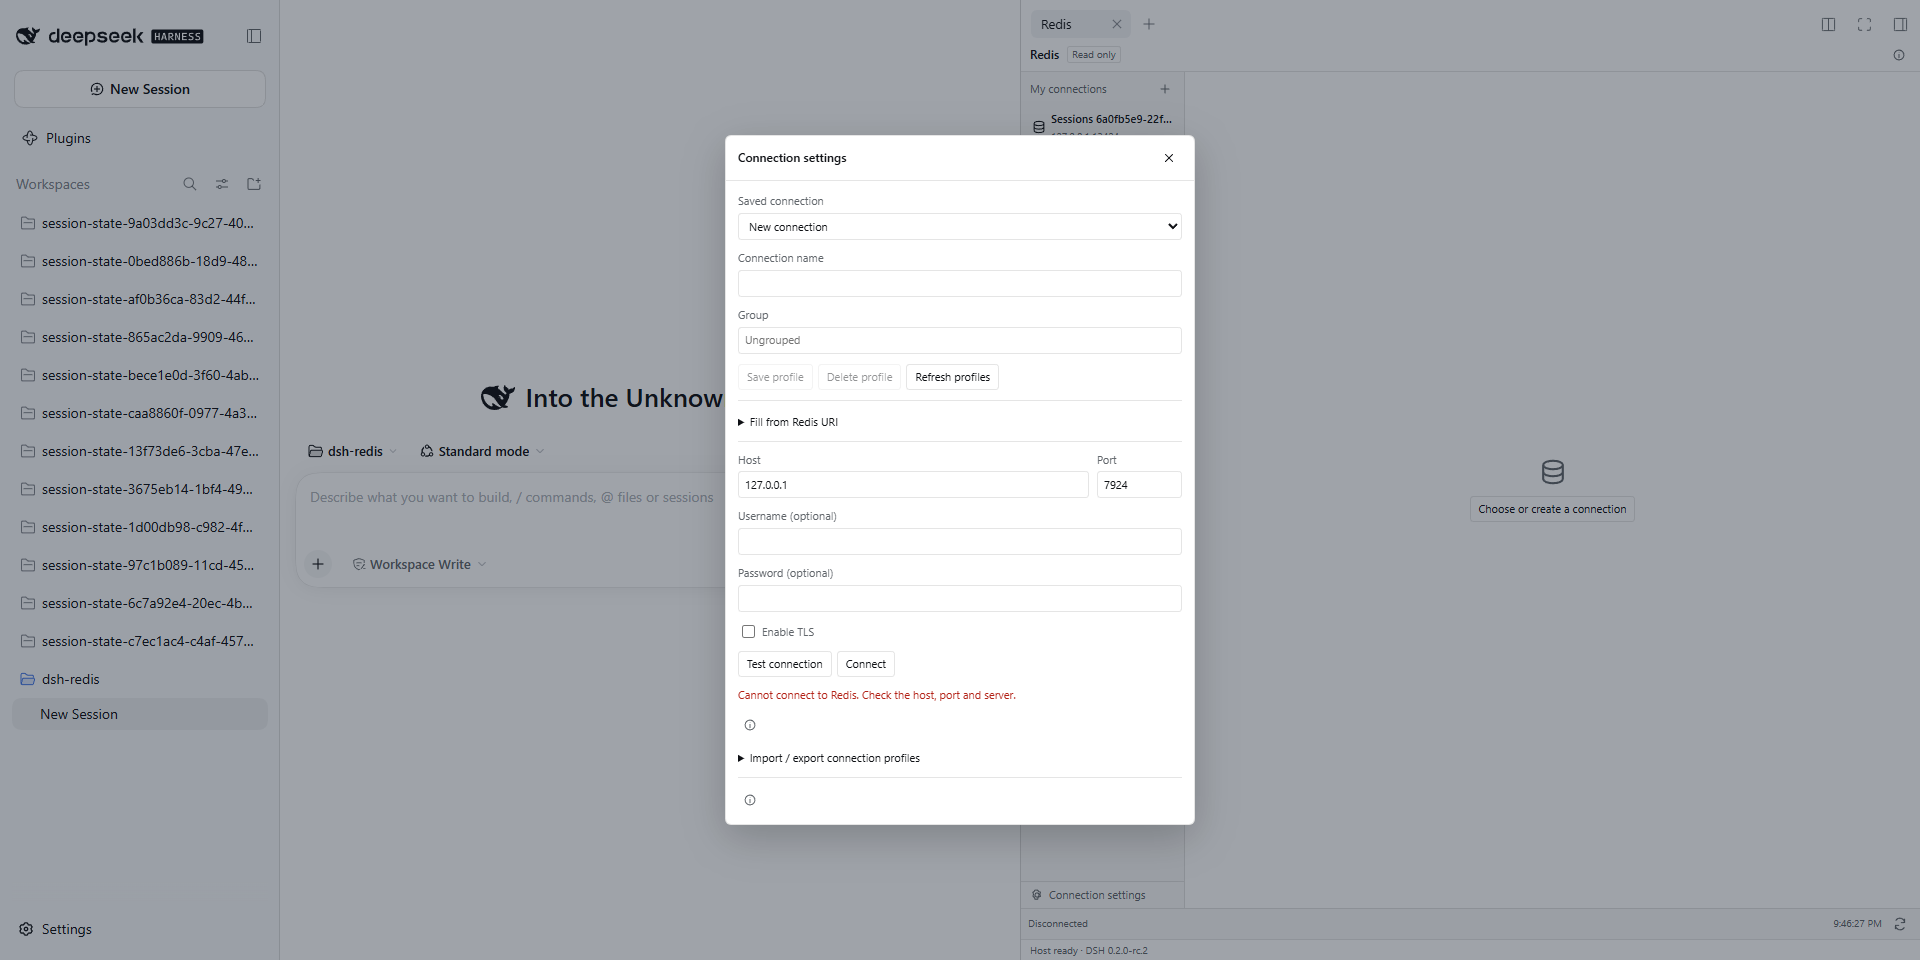 deepseek HARNESS
New Session
Plugins
Workspaces
session-state-9a03dd3c-9c27-40...
session-state-0bed886b-18d9-48...
session-state-af0b36ca-83d2-44f...
session-state-865ac2da-9909-46...
session-state-bece1e0d-3f60-4ab...
session-state-caa8860f-0977-4a3...
session-state-13f73de6-3cba-47e...
session-state-3675eb14-1bf4-49...
session-state-1d00db98-c982-4f...
session-state-97c1b089-11cd-45...
session-state-6c7a92e4-20ec-4b...
session-state-c7ec1ac4-c4af-457...
dsh-redis
New Session
Settings
Into the Unknow
dsh-redis
Standard mode
Describe what you want to build, / commands, @ files or sessions
Workspace Write
Connection settings
Saved connection
New connection
Connection name
Group
Ungrouped
Save profile
Delete profile
Refresh profiles
Fill from Redis URI
Host
Port
127.0.0.1
7924
Username (optional)
Password (optional)
Enable TLS
Test connection
Connect
Cannot connect to Redis. Check the host, port and server.
Import / export connection profiles
Redis
Redis
Read only
My connections
Sessions 6a0fb5e9-22f...
Choose or create a connection
Connection settings
Disconnected
9:46:27 PM
Host ready · DSH 0.2.0-rc.2